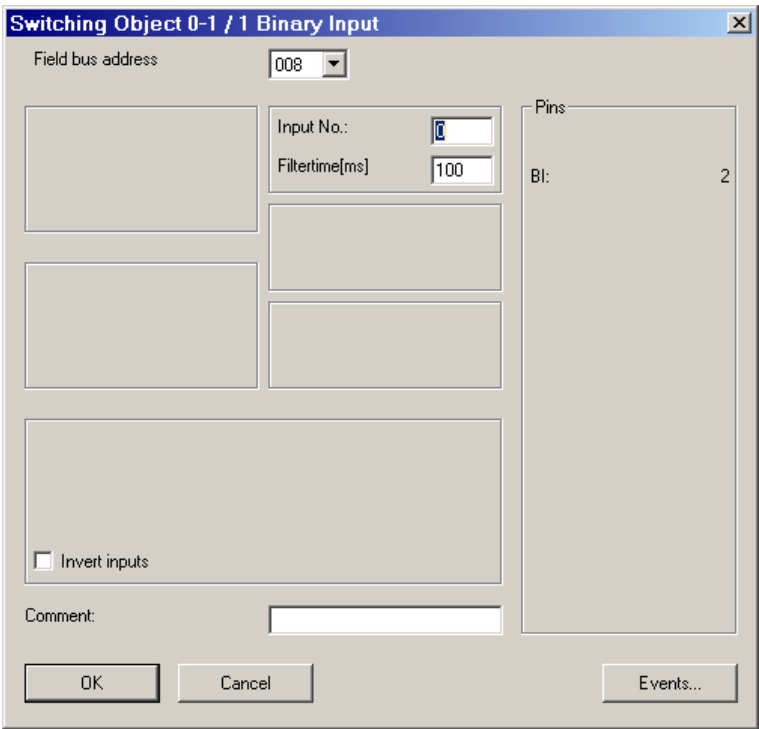 Switching Object 0-1 / 1 Binary Input
Field bus address 008
Input No.: 0
Filtertime[ms] 100
Pins
BI: 2
Invert inputs
Comment:
OK Cancel Events...